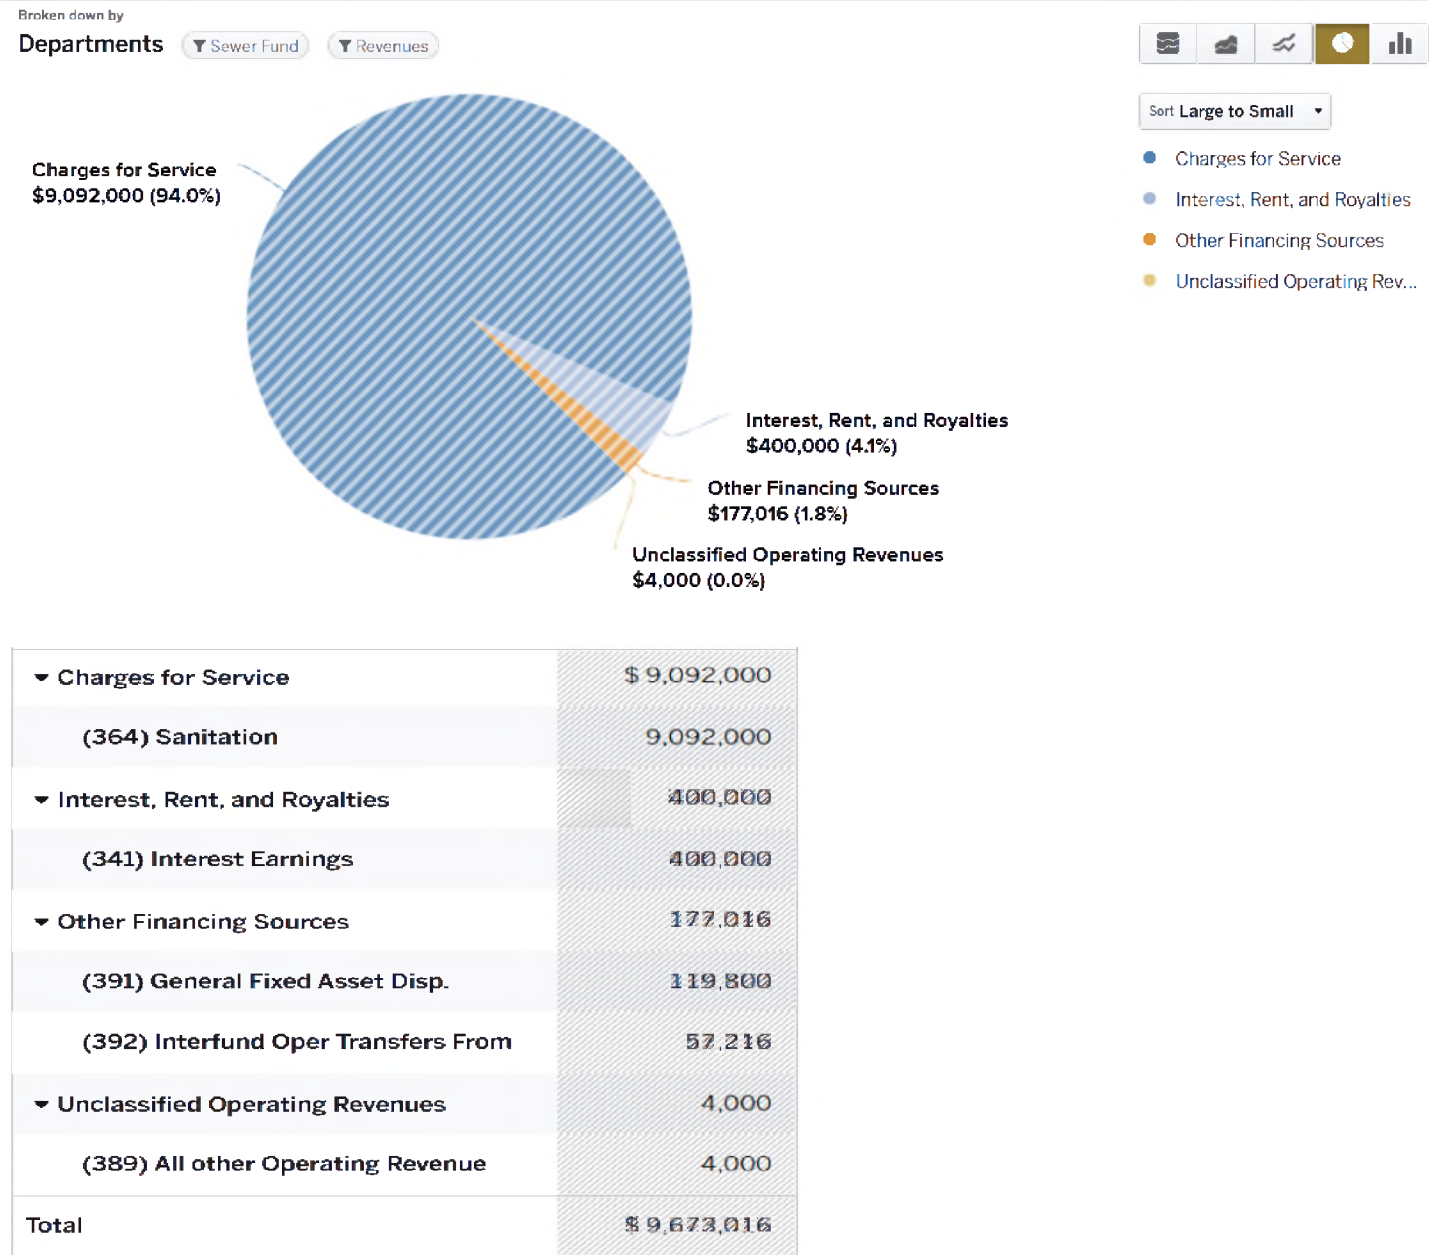 Broken down by
Departments Sewer Fund Revenues
Sort Large to Small
Charges for Service
Interest, Rent, and Royalties
Other Financing Sources
Unclassified Operating Rev...
Charges for Service
$9,092,000 (94.0%)
Interest, Rent, and Royalties
$400,000 (4.1%)
Other Financing Sources
$177,016 (1.8%)
Unclassified Operating Revenues
$4,000 (0.0%)
Charges for Service $ 9,092,000
(364) Sanitation 9,092,000
Interest, Rent, and Royalties 400,000
(341) Interest Earnings 400,000
Other Financing Sources 177,016
(391) General Fixed Asset Disp. 119,800
(392) Interfund Oper Transfers From 57,216
Unclassified Operating Revenues 4,000
(389) All other Operating Revenue 4,000
Total $ 9,673,016